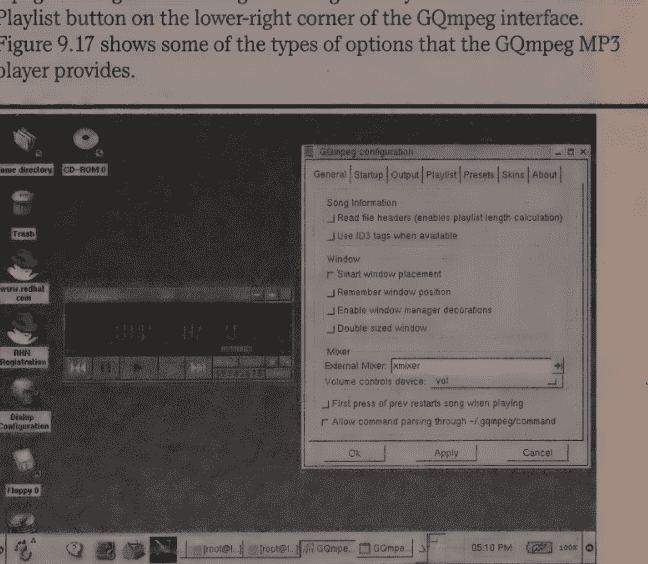 Playlist button on the lower-right corner of the GQmpeg interface.
Figure 9.17 shows some of the types of options that the GQmpeg MP3
player provides.
GQmpeg configuration
General Startup Output Playlist Presets Skins About
Song Information
Read file headers (enables playlist length calculation)
Use ID3 tags when available
Window
Smart window placement
Remember window position
Enable window manager decorations
Double sized window
Mixer
External Mixer: xmixer
Volume controls device: vol
First press of prev restarts song when playing
Allow command parsing through ~/.gqmpeg/command
Ok Apply Cancel
home directory CD-ROM 0
Trash
www.redhat.
com
RHN
Registration
Dialup
Configuration
Floppy 0
[root@l.. [root@l.. GQmpe.. GQmpe.. 05:10 PM 100%